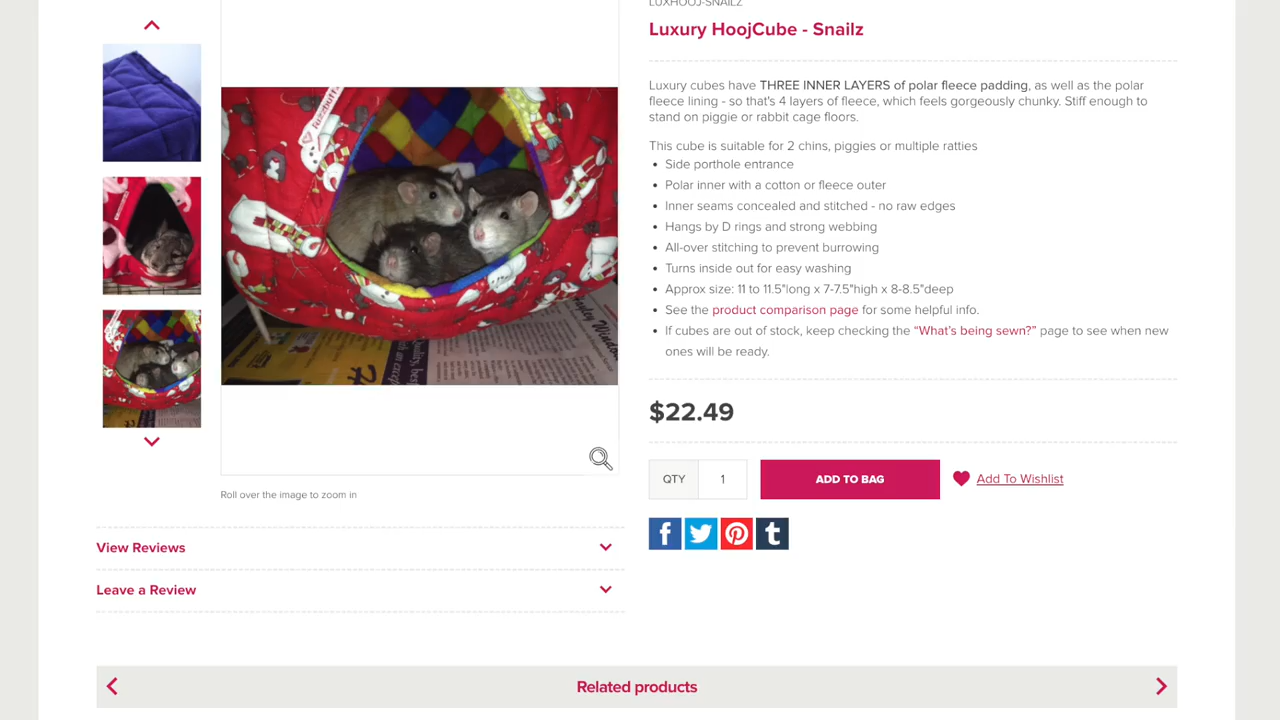 LUXHOOJ-SNAILZ
Luxury HoojCube - Snailz
Luxury cubes have THREE INNER LAYERS of polar fleece padding, as well as the polar
fleece lining - so that's 4 layers of fleece, which feels gorgeously chunky. Stiff enough to
stand on piggie or rabbit cage floors.
This cube is suitable for 2 chins, piggies or multiple ratties
Side porthole entrance
Polar inner with a cotton or fleece outer
Inner seams concealed and stitched - no raw edges
Hangs by D rings and strong webbing
All-over stitching to prevent burrowing
Turns inside out for easy washing
Approx size: 11 to 11.5"long x 7-7.5"high x 8-8.5"deep
See the product comparison page for some helpful info.
If cubes are out of stock, keep checking the “What’s being sewn?” page to see when new
ones will be ready.
$22.49
QTY 1 ADD TO BAG Add To Wishlist
Roll over the image to zoom in
View Reviews
Leave a Review
Related products